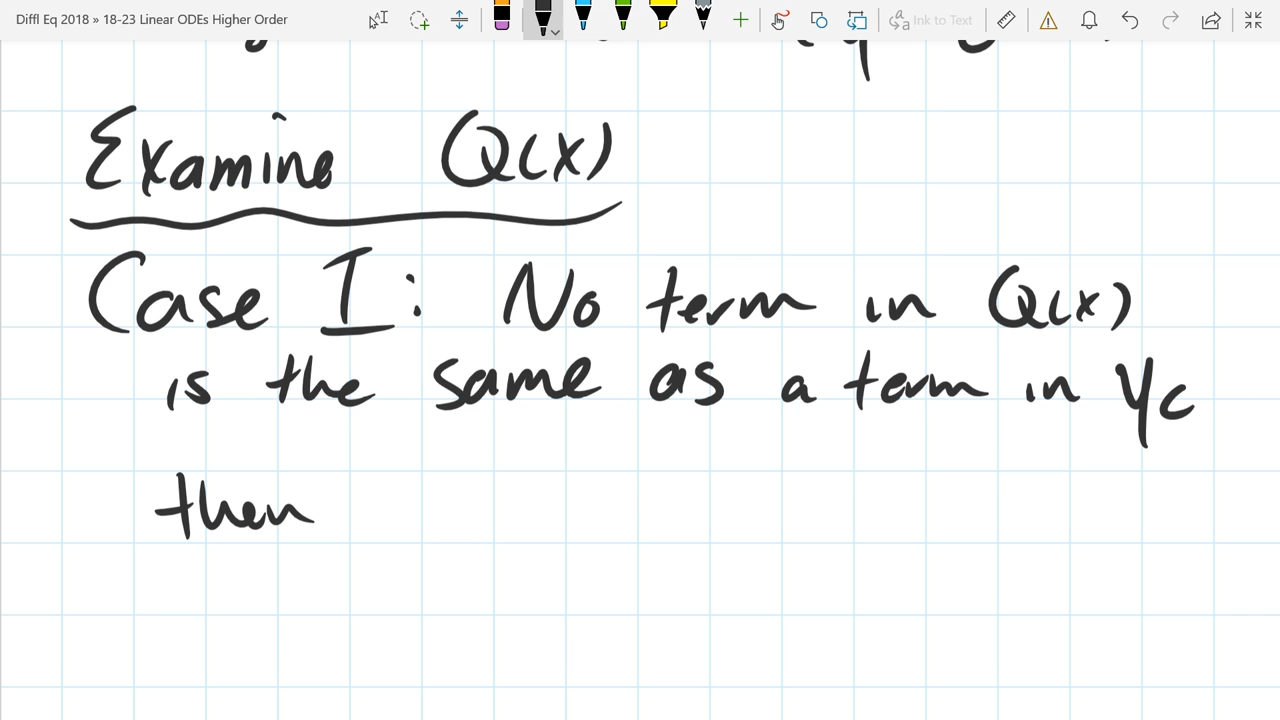 Diffl Eq 2018 » 18-23 Linear ODEs Higher Order
Ink to Text
Examine Q(x)
Case I: No term in Q(x)
is the same as a term in yc
then